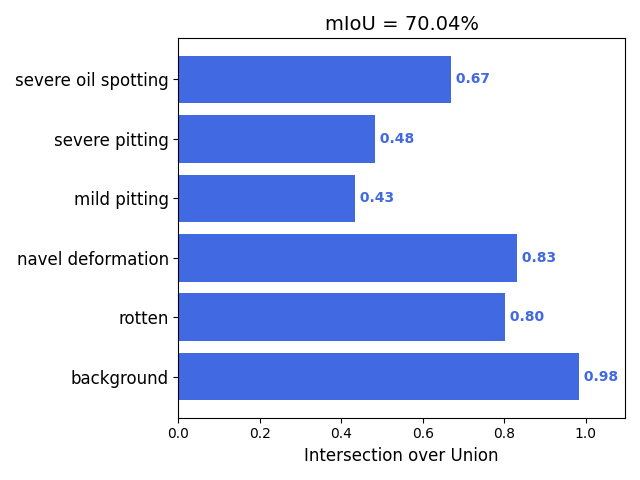 mIoU = 70.04%
severe oil spotting 0.67
severe pitting 0.48
mild pitting 0.43
navel deformation 0.83
rotten 0.80
background 0.98
0.0 0.2 0.4 0.6 0.8 1.0
Intersection over Union